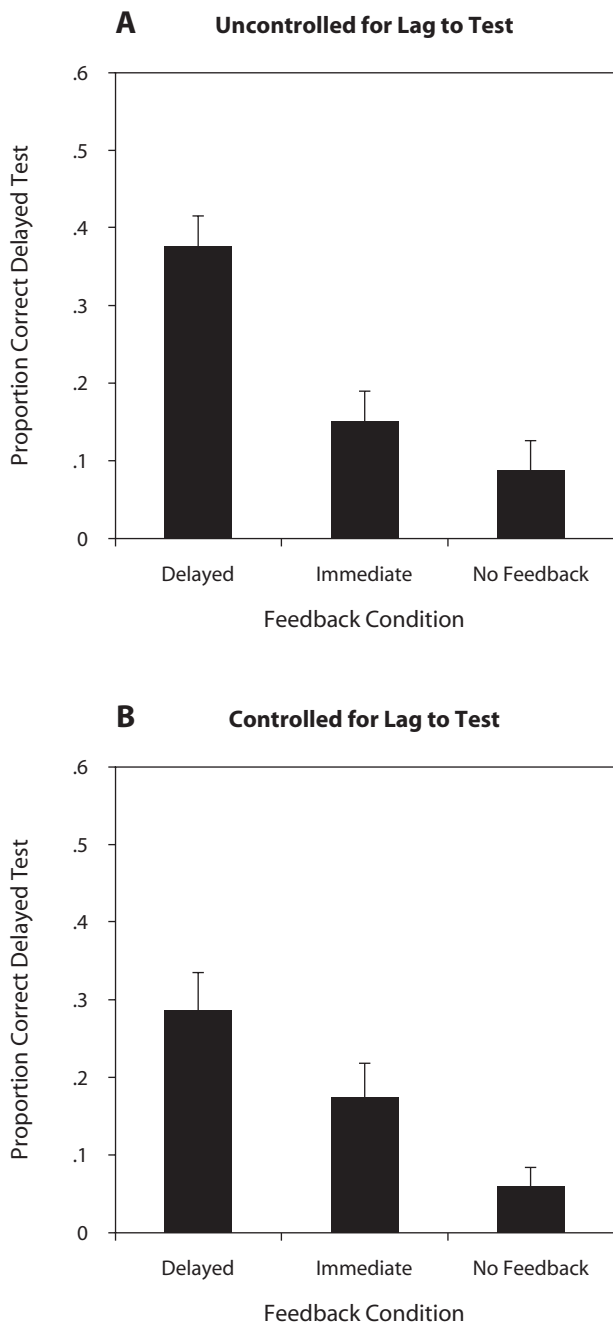 A Uncontrolled for Lag to Test
Proportion Correct Delayed Test
.6
.5
.4
.3
.2
.1
0
Delayed Immediate No Feedback
Feedback Condition
B Controlled for Lag to Test
Proportion Correct Delayed Test
.6
.5
.4
.3
.2
.1
0
Delayed Immediate No Feedback
Feedback Condition